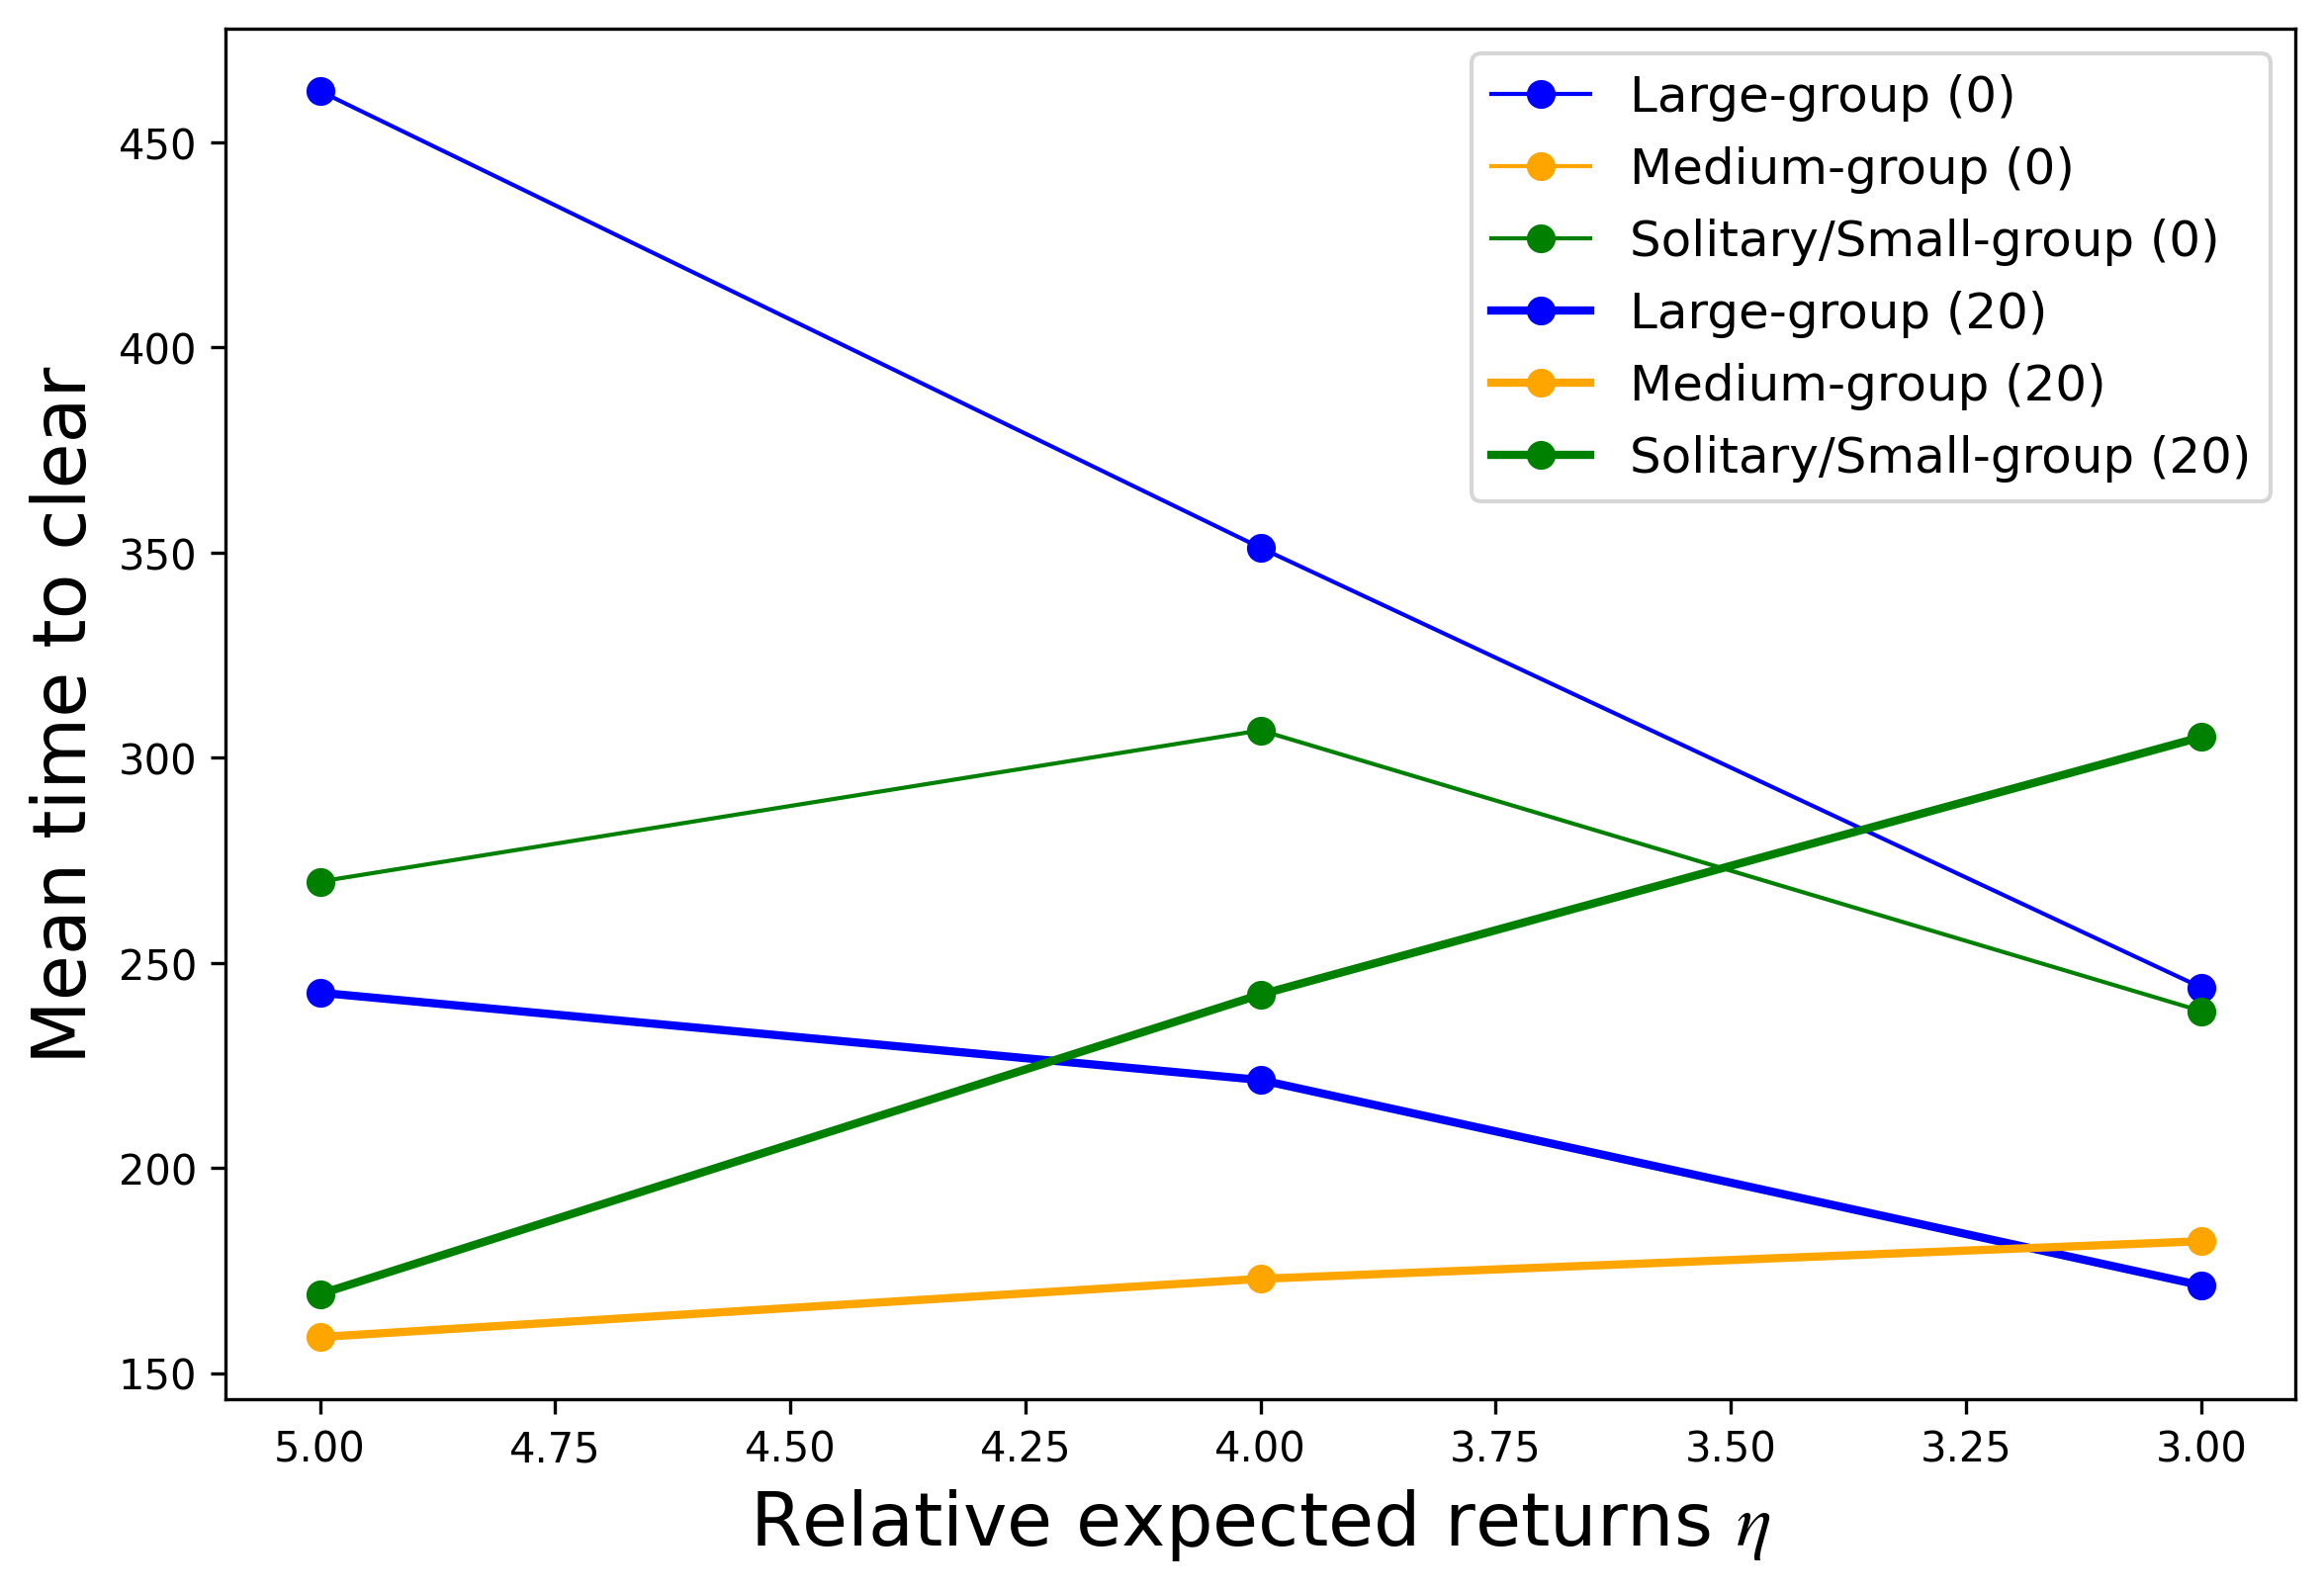 Large-group (0)
Medium-group (0)
Solitary/Small-group (0)
Large-group (20)
Medium-group (20)
Solitary/Small-group (20)
Mean time to clear
450
400
350
300
250
200
150
5.00 4.75 4.50 4.25 4.00 3.75 3.50 3.25 3.00
Relative expected returns η